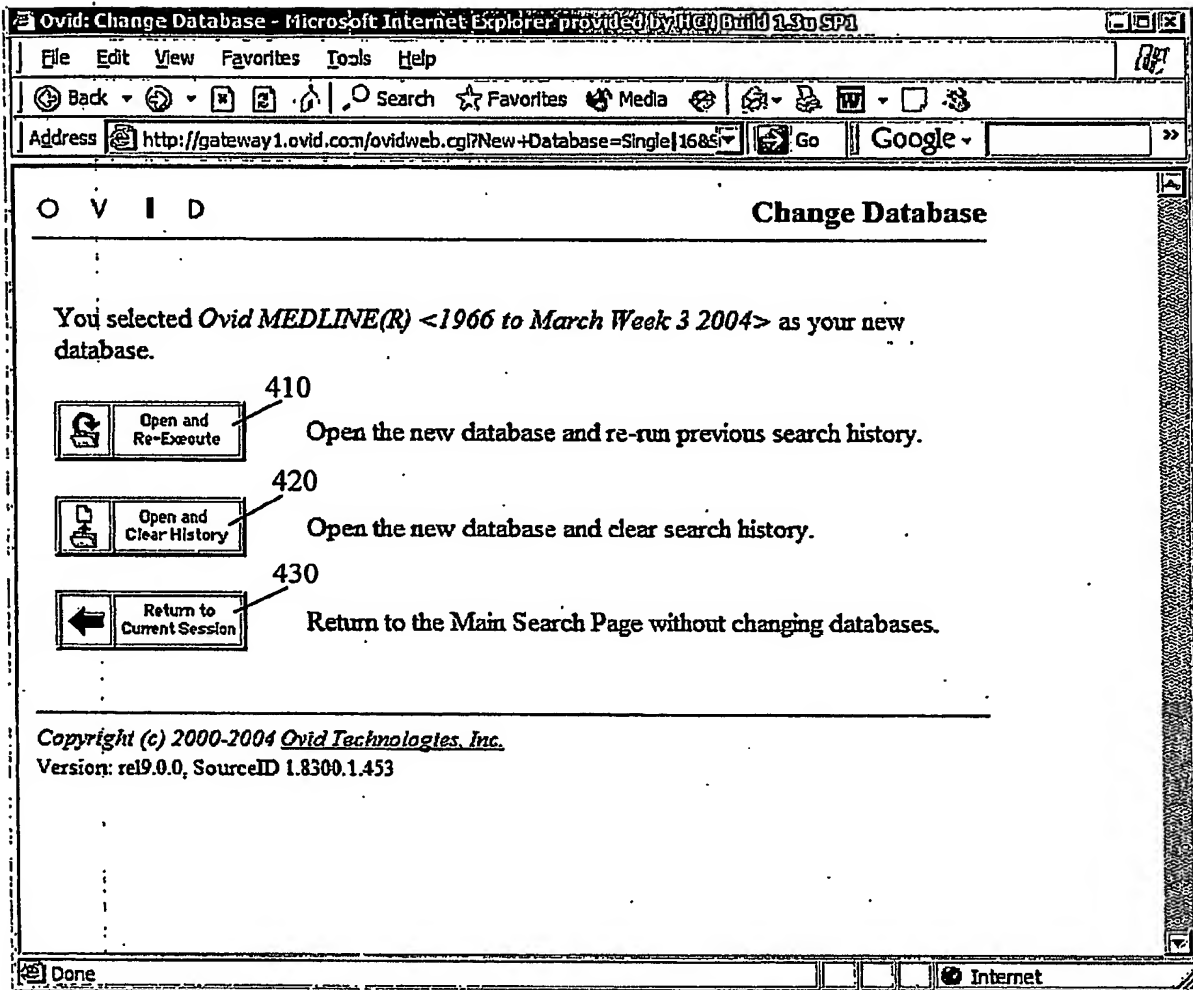 Ovid: Change Database - Microsoft Internet Explorer provided by HCI Build 1.3u SP1
File Edit View Favorites Tools Help
Back Search Favorites Media
Address http://gateway1.ovid.com/ovidweb.cgi?New+Database=Single|16&S Go Google »
O V I D Change Database
You selected Ovid MEDLINE(R) <1966 to March Week 3 2004> as your new
database.
410
Open and
Re-Execute
Open the new database and re-run previous search history.
420
Open and
Clear History
Open the new database and clear search history.
430
Return to
Current Session
Return to the Main Search Page without changing databases.
Copyright (c) 2000-2004 Ovid Technologies, Inc.
Version: rel9.0.0, SourceID 1.8300.1.453
Done Internet